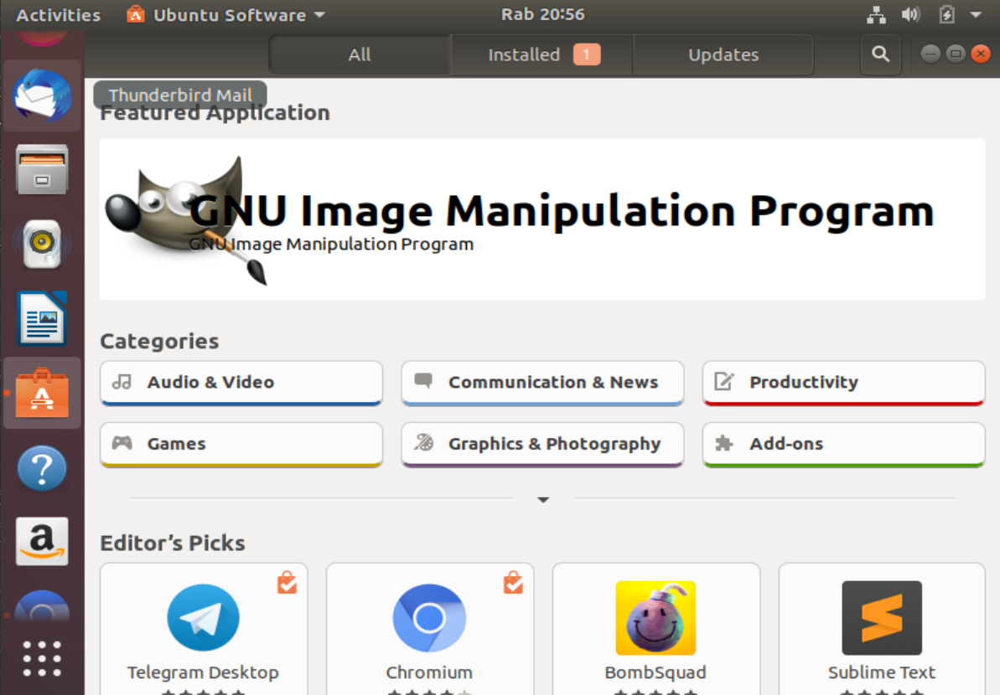 Activities Ubuntu Software Rab 20:56
All Installed 1 Updates
Thunderbird Mail
Featured Application
GNU Image Manipulation Program
GNU Image Manipulation Program
Categories
Audio & Video Communication & News Productivity
Games Graphics & Photography Add-ons
Editor’s Picks
Telegram Desktop Chromium BombSquad Sublime Text